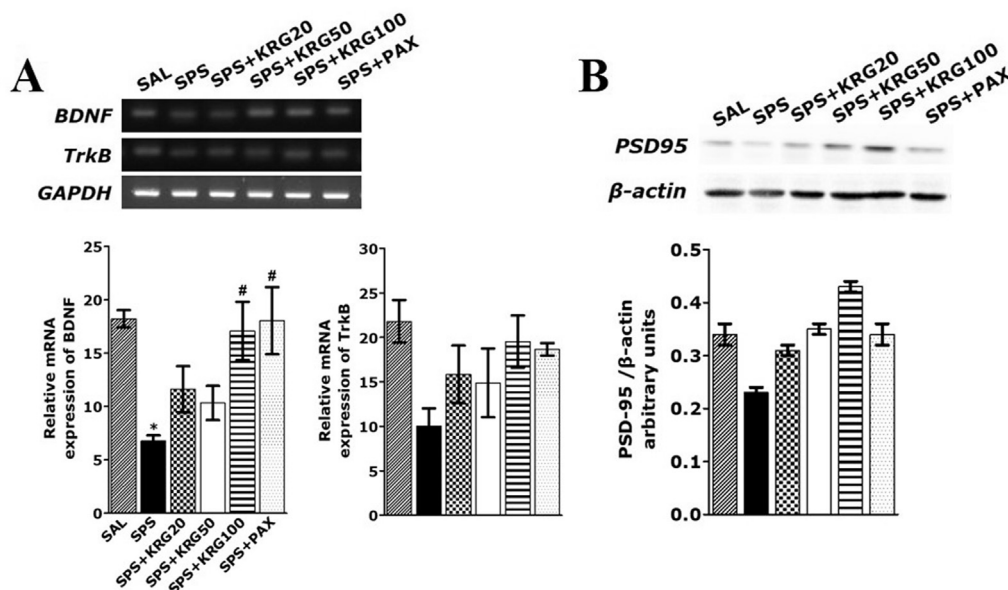 A
SAL
SPS
SPS+KRG20
SPS+KRG50
SPS+KRG100
SPS+PAX
BDNF
TrkB
GAPDH
Relative mRNA
expression of BDNF
25
20
15
10
5
0
*
#
#
SAL
SPS
SPS+KRG20
SPS+KRG50
SPS+KRG100
SPS+PAX
Relative mRNA
expression of TrkB
30
25
20
15
10
5
0
B
SAL
SPS
SPS+KRG20
SPS+KRG50
SPS+KRG100
SPS+PAX
PSD95
β-actin
PSD-95 /β-actin
arbitrary units
0.5
0.4
0.3
0.2
0.1
0.0